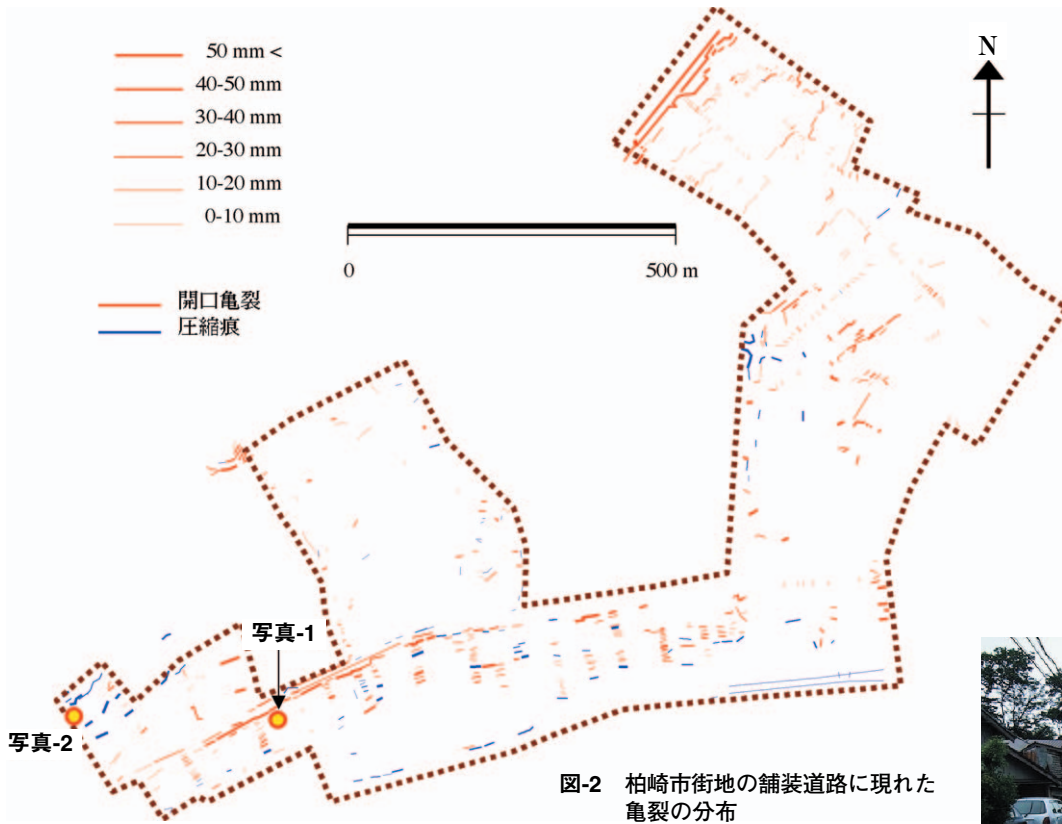 50 mm <
40-50 mm
30-40 mm
20-30 mm
10-20 mm
0-10 mm
N
0 500 m
開口亀裂
圧縮痕
写真-1
写真-2
図-2 柏崎市街地の舗装道路に現れた
亀裂の分布